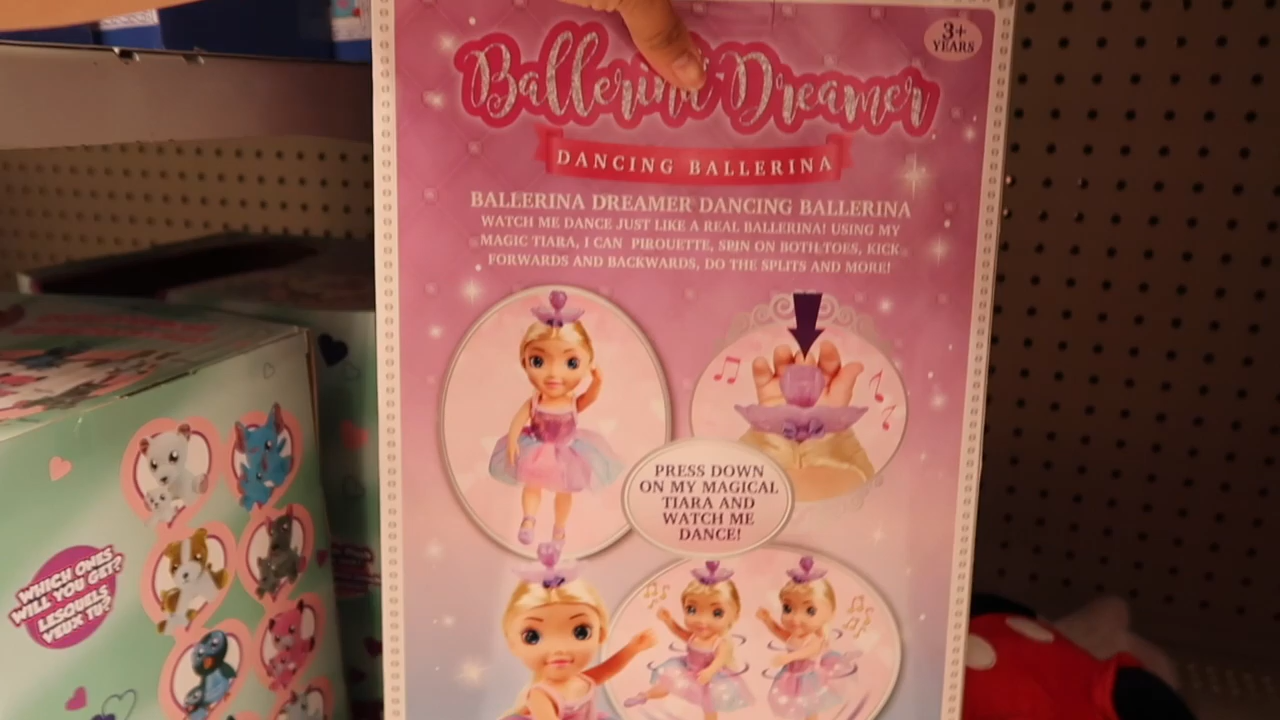 3+
YEARS
Ballerina Dreamer
DANCING BALLERINA
BALLERINA DREAMER DANCING BALLERINA
WATCH ME DANCE JUST LIKE A REAL BALLERINA! USING MY
MAGIC TIARA, I CAN PIROUETTE, SPIN ON BOTH TOES, KICK
FORWARDS AND BACKWARDS, DO THE SPLITS AND MORE!
PRESS DOWN
ON MY MAGICAL
TIARA AND
WATCH ME
DANCE!
WHICH ONES
WILL YOU GET?
LESQUELS
VEUX TU?